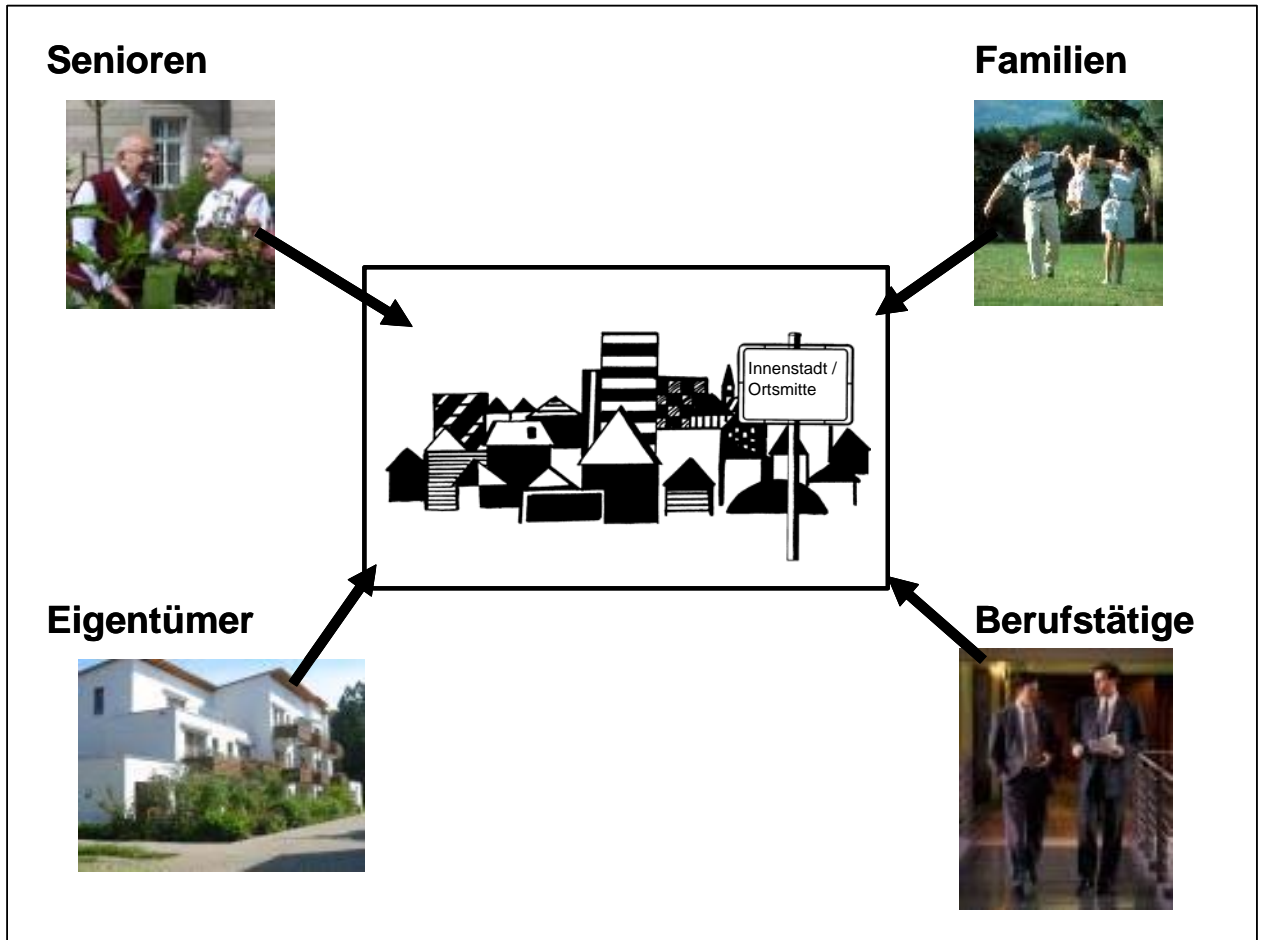 Senioren
Familien
Innenstadt /
Ortsmitte
Eigentümer
Berufstätige